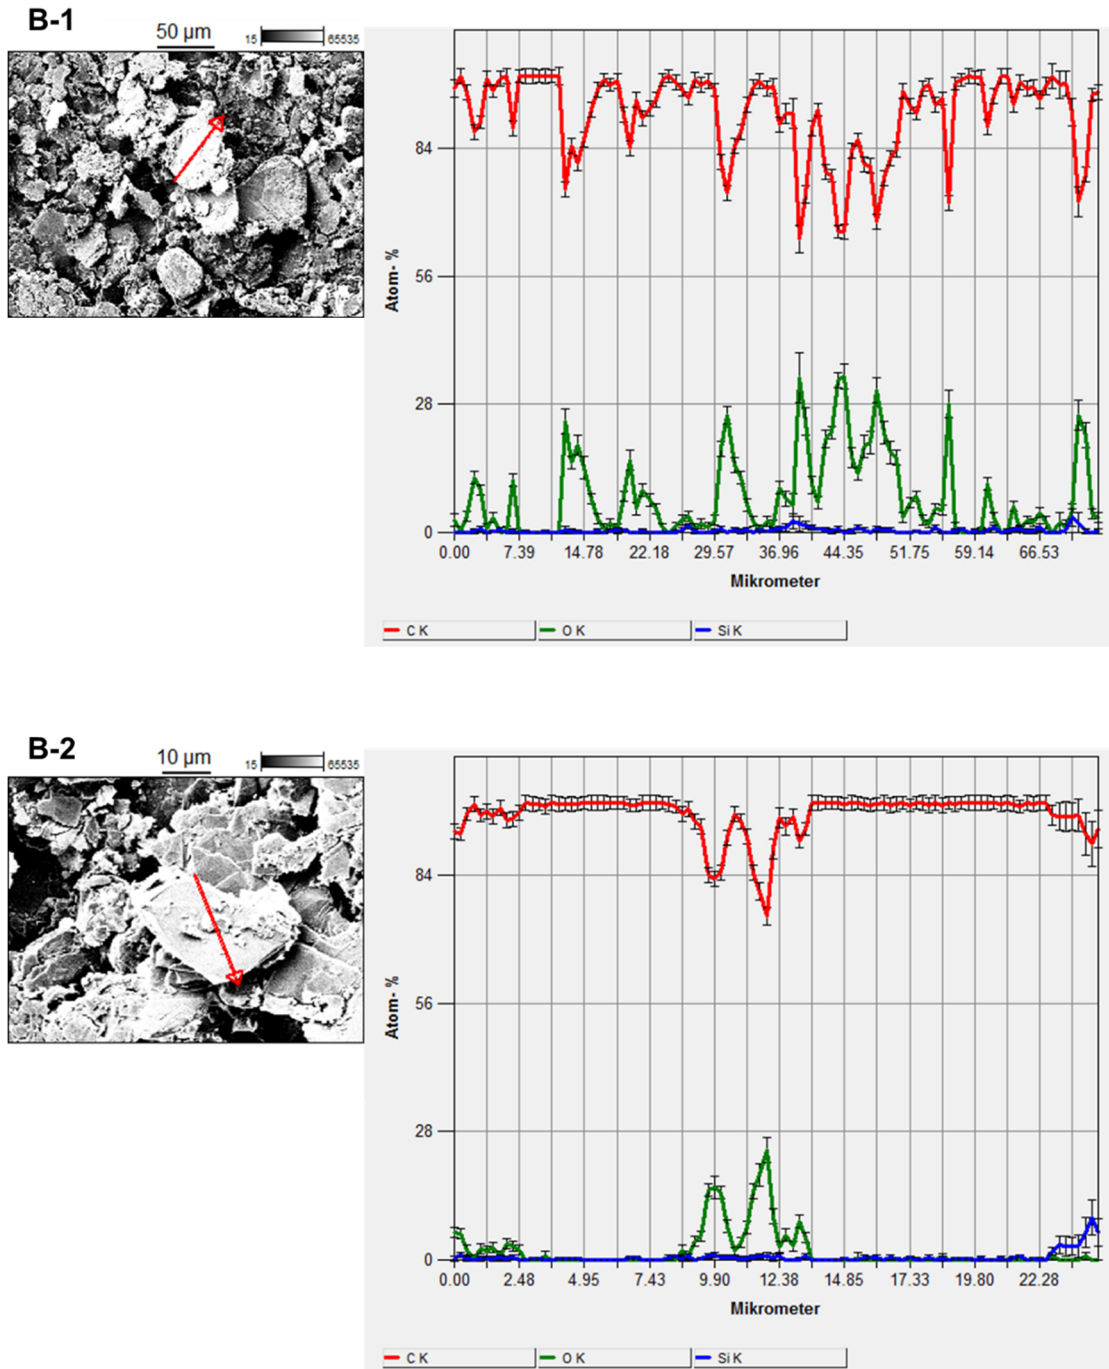 B-1
50 µm
15 65535
Atom- %
84
56
28
0
0.00 7.39 14.78 22.18 29.57 36.96 44.35 51.75 59.14 66.53
Mikrometer
C K O K Si K
B-2
10 µm
15 65535
Atom- %
84
56
28
0
0.00 2.48 4.95 7.43 9.90 12.38 14.85 17.33 19.80 22.28
Mikrometer
C K O K Si K